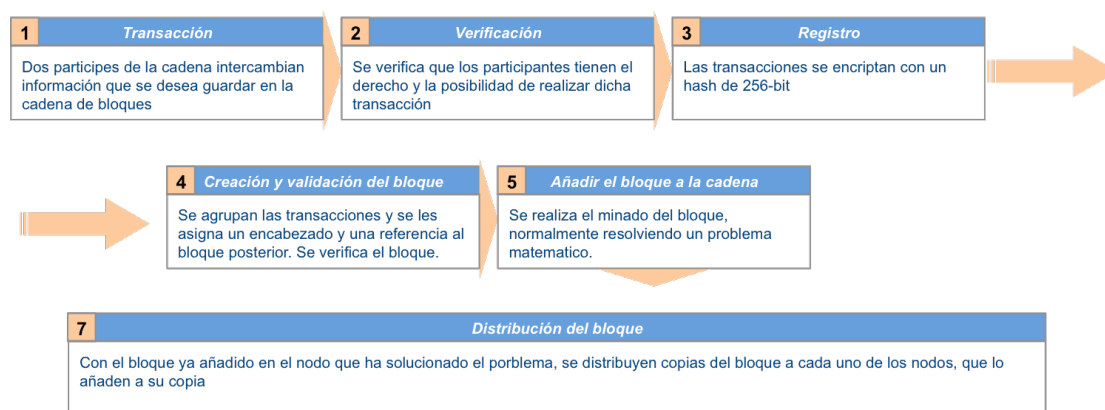 1
Transacción
Dos participes de la cadena intercambian
información que se desea guardar en la
cadena de bloques
2
Verificación
Se verifica que los participantes tienen el
derecho y la posibilidad de realizar dicha
transacción
3
Registro
Las transacciones se encriptan con un
hash de 256-bit
4
Creación y validación del bloque
Se agrupan las transacciones y se les
asigna un encabezado y una referencia al
bloque posterior. Se verifica el bloque.
5
Añadir el bloque a la cadena
Se realiza el minado del bloque,
normalmente resolviendo un problema
matematico.
7
Distribución del bloque
Con el bloque ya añadido en el nodo que ha solucionado el porblema, se distribuyen copias del bloque a cada uno de los nodos, que lo
añaden a su copia